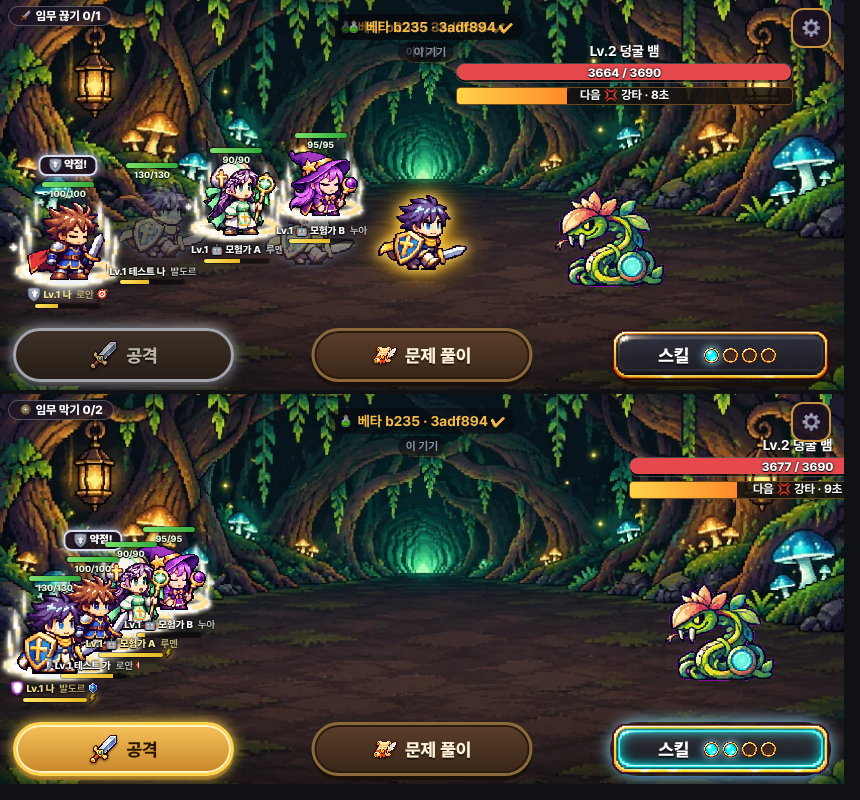 임무 끊기 0/1
베타 b235 · 3adf894 ✓
이 기기
Lv.2 덩굴 뱀
3664 / 3690
다음 💢 강타 · 8초
약점!
100/100
130/130
90/90
95/95
Lv.1 나 로안
Lv.1 테스트 나 발도르
Lv.1 🤖 모험가 A 루멘
Lv.1 🤖 모험가 B 누아
공격
문제 풀이
스킬
임무 막기 0/2
베타 b235 · 3adf894 ✓
이 기기
Lv.2 덩굴 뱀
3677 / 3690
다음 💢 강타 · 9초
약점!
95/95
90/90
100/100
130/130
Lv.1 🤖 모험가 B 누아
Lv.1 🤖 모험가 A 루멘
Lv.1 테스트 가 로안
Lv.1 나 발도르
공격
문제 풀이
스킬